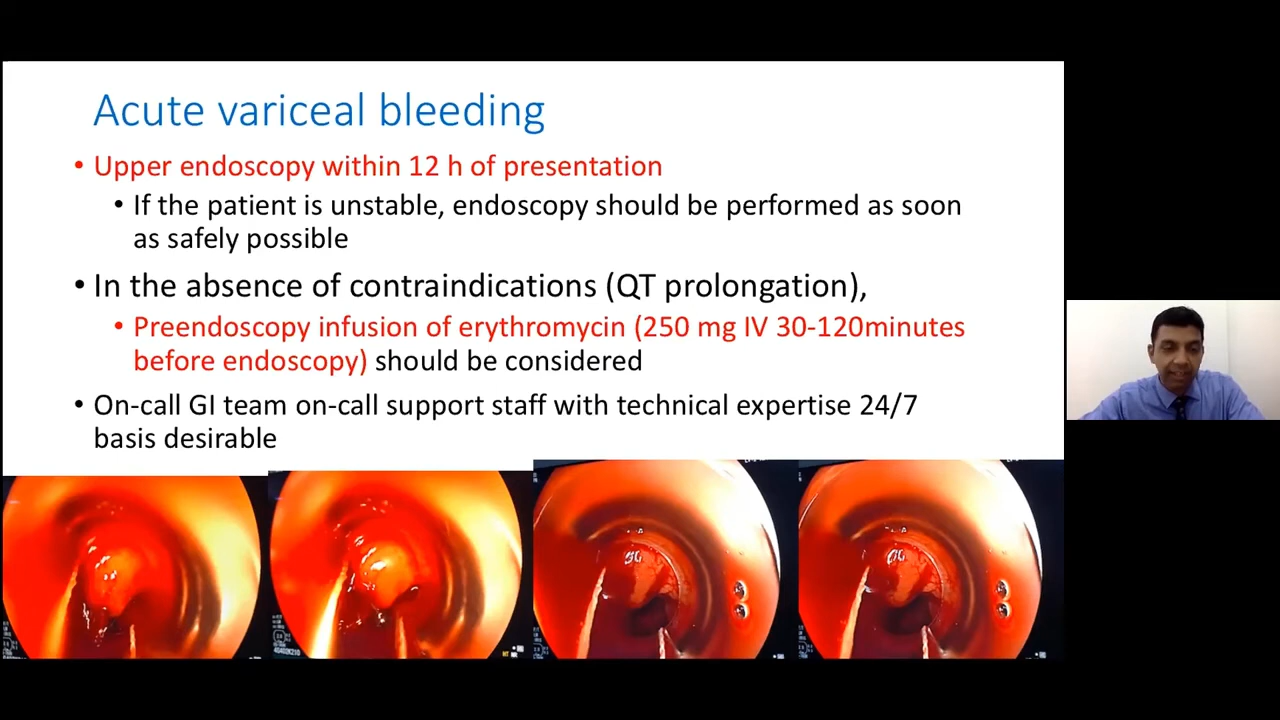 Acute variceal bleeding
• Upper endoscopy within 12 h of presentation
• If the patient is unstable, endoscopy should be performed as soon
as safely possible
• In the absence of contraindications (QT prolongation),
• Preendoscopy infusion of erythromycin (250 mg IV 30-120minutes
before endoscopy) should be considered
• On-call GI team on-call support staff with technical expertise 24/7
basis desirable